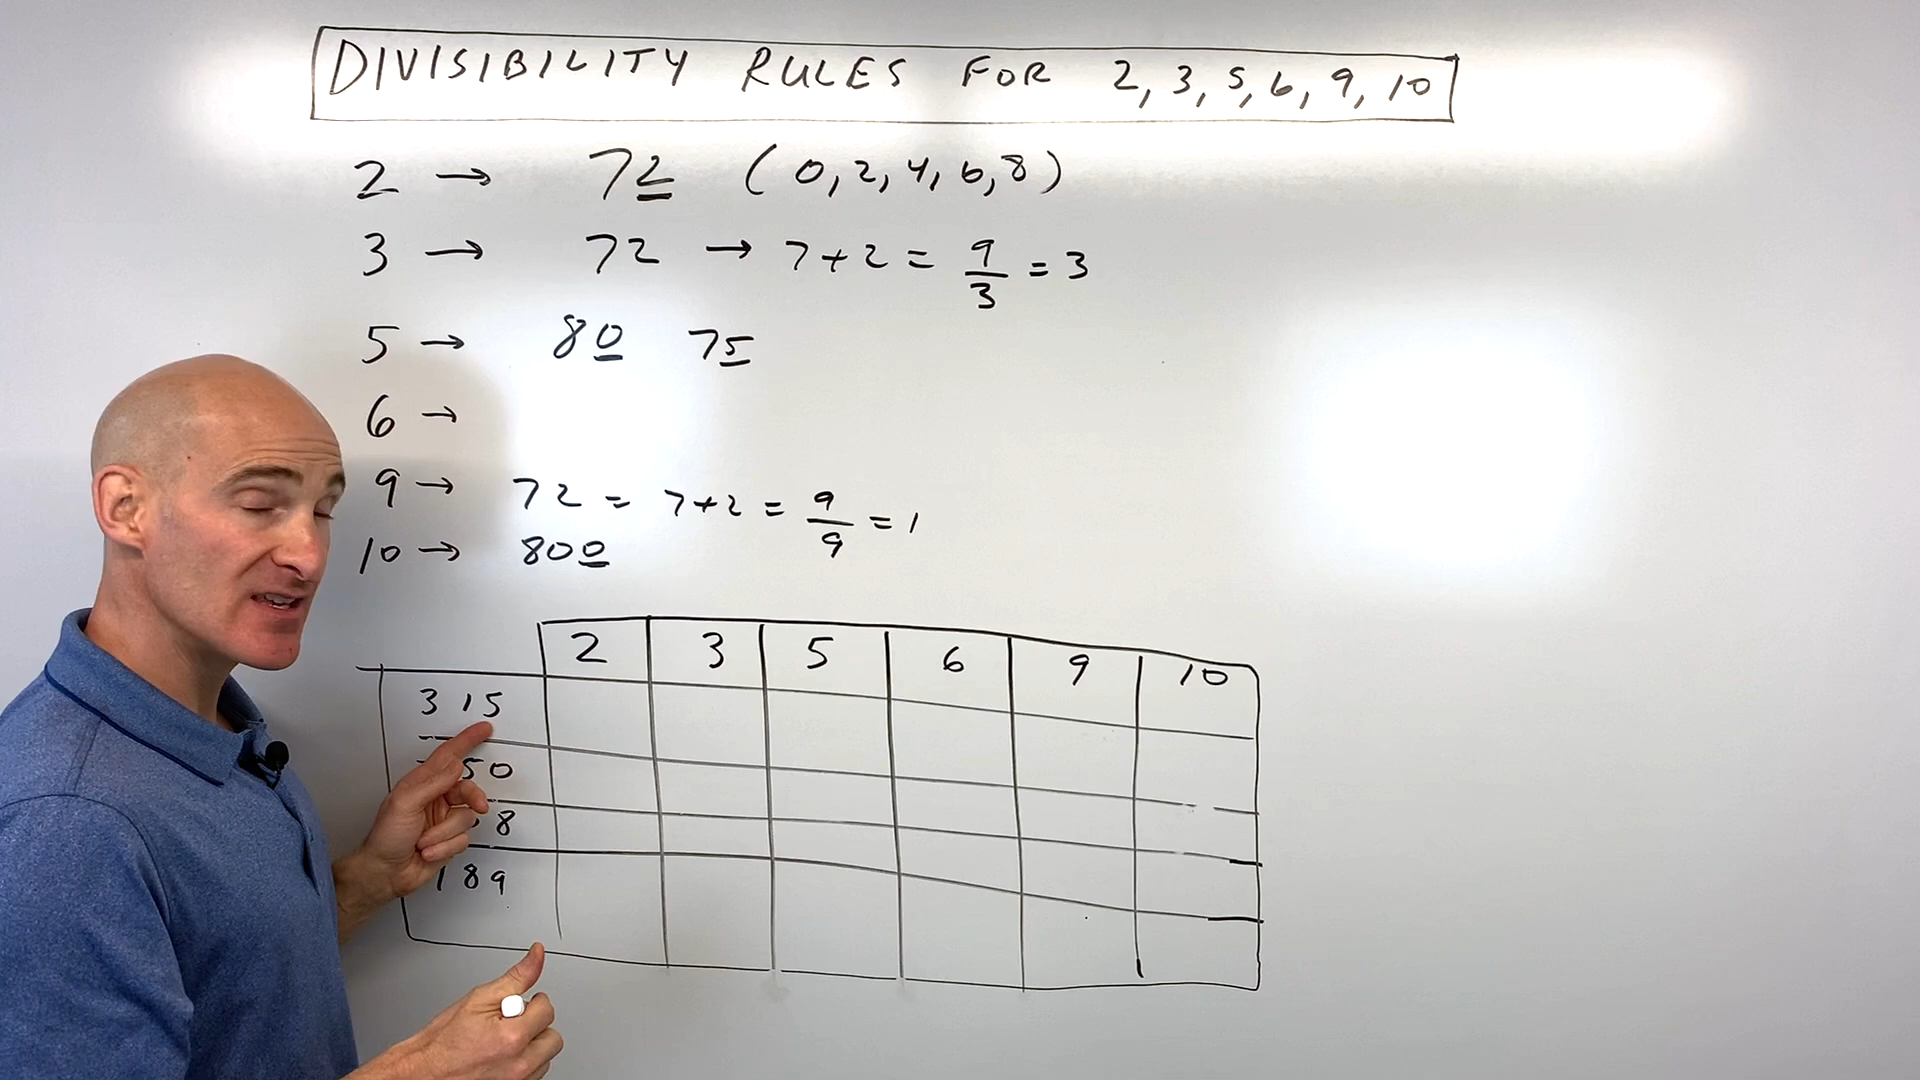 DIVISIBILITY RULES FOR 2, 3, 5, 6, 9, 10
2 → 72 (0, 2, 4, 6, 8)
3 → 72 → 7 + 2 = 9/3 = 3
5 → 80 75
6 →
9 → 72 = 7 + 2 = 9/9 = 1
10 → 800
2 3 5 6 9 10
315
50
8
189